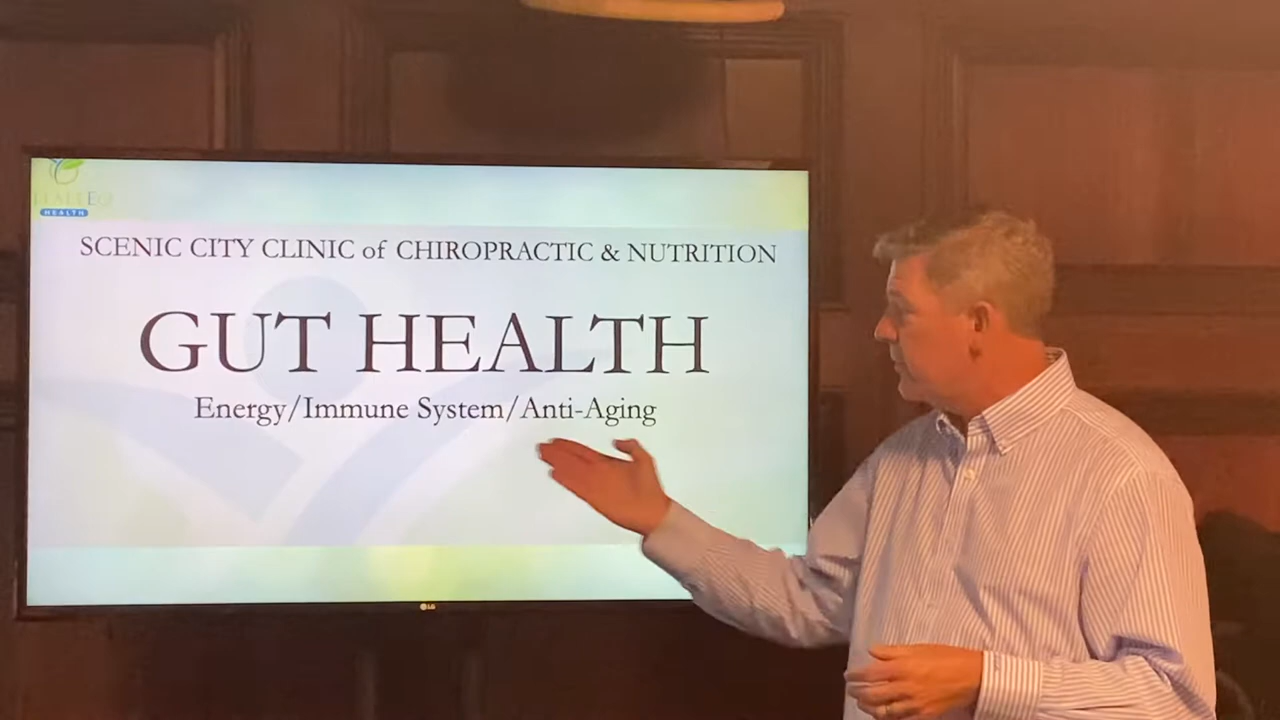 HEALTH
SCENIC CITY CLINIC of CHIROPRACTIC & NUTRITION
GUT HEALTH
Energy/Immune System/Anti-Aging
LG